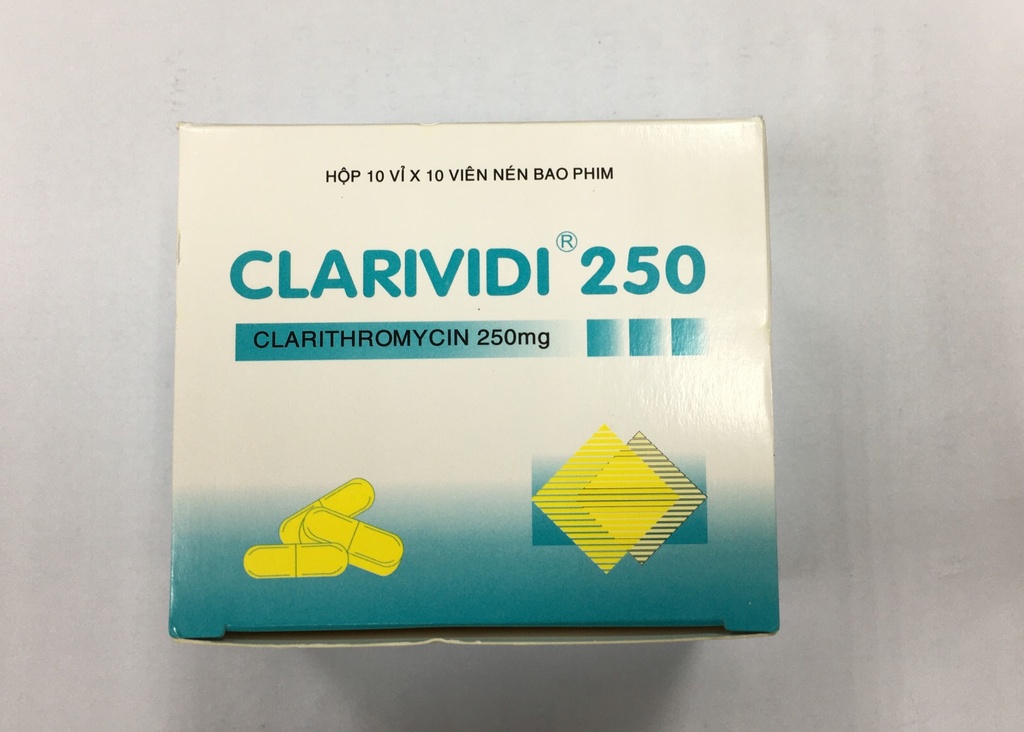 HỘP 10 VỈ X 10 VIÊN NÉN BAO PHIM
CLARIVIDI® 250
CLARITHROMYCIN 250mg